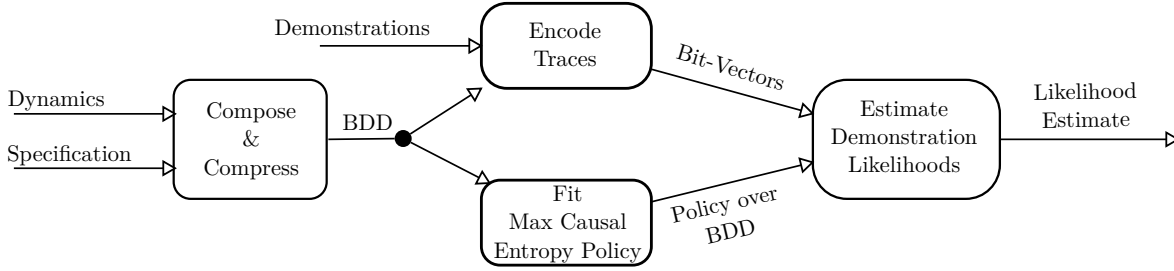 Dynamics
Specification
Compose
&
Compress
BDD
Demonstrations
Encode
Traces
Fit
Max Causal
Entropy Policy
Bit-Vectors
Policy over
BDD
Estimate
Demonstration
Likelihoods
Likelihood
Estimate